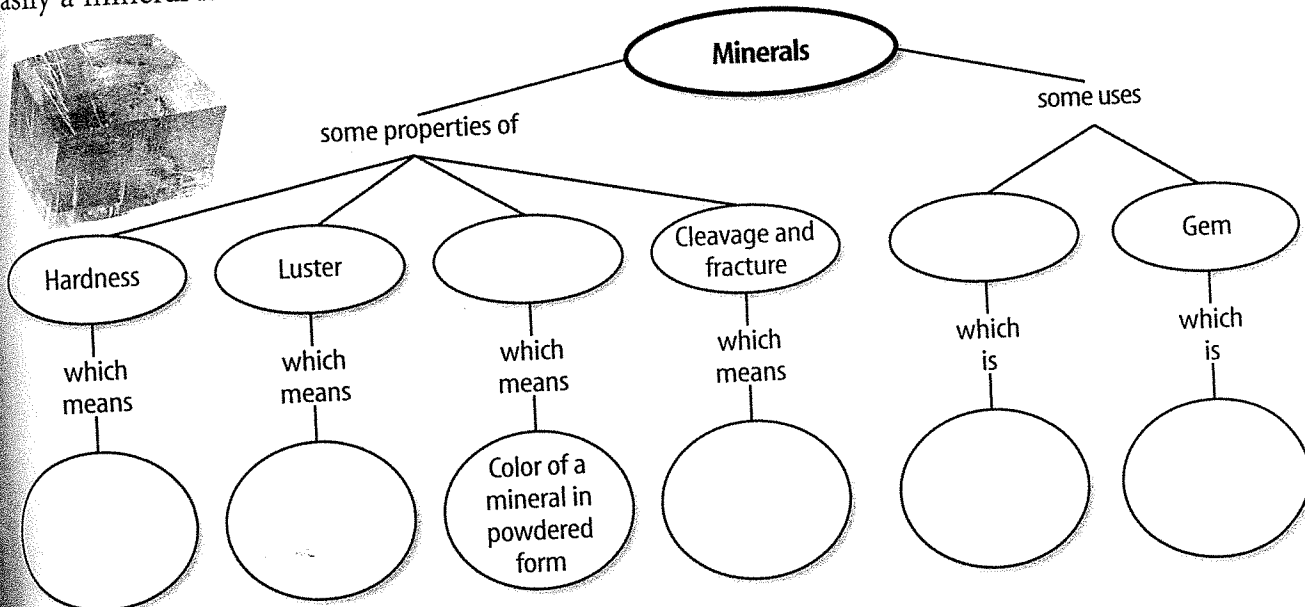 a mineral
Minerals
some properties of
some uses
Hardness
Luster
Cleavage and
fracture
Gem
which
means
which
means
which
means
which
means
which
is
which
is
Color of a
mineral in
powdered
form